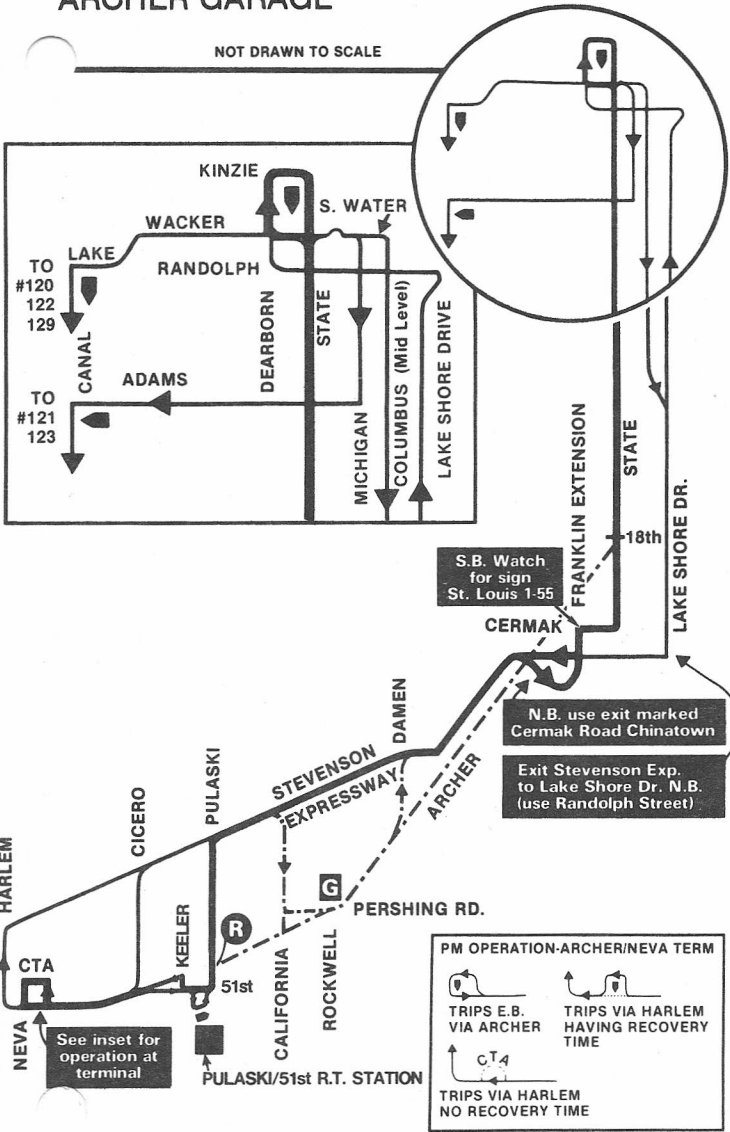 ARCHER GARAGE
NOT DRAWN TO SCALE
KINZIE
S. WATER
WACKER
LAKE
RANDOLPH
TO
#120
122
129
CANAL
DEARBORN
STATE
MICHIGAN
COLUMBUS (Mid Level)
LAKE SHORE DRIVE
ADAMS
TO
#121
123
FRANKLIN EXTENSION
STATE
LAKE SHORE DR.
18th
S.B. Watch
for sign
St. Louis 1-55
CERMAK
N.B. use exit marked
Cermak Road Chinatown
Exit Stevenson Exp.
to Lake Shore Dr. N.B.
(use Randolph Street)
DAMEN
STEVENSON
EXPRESSWAY
ARCHER
PULASKI
CICERO
HARLEM
KEELER
CTA
R
G
PERSHING RD.
51st
CALIFORNIA
ROCKWELL
NEVA
See inset for
operation at
terminal
PULASKI/51st R.T. STATION
PM OPERATION-ARCHER/NEVA TERM
TRIPS E.B.
VIA ARCHER
TRIPS VIA HARLEM
HAVING RECOVERY
TIME
CTA
TRIPS VIA HARLEM
NO RECOVERY TIME